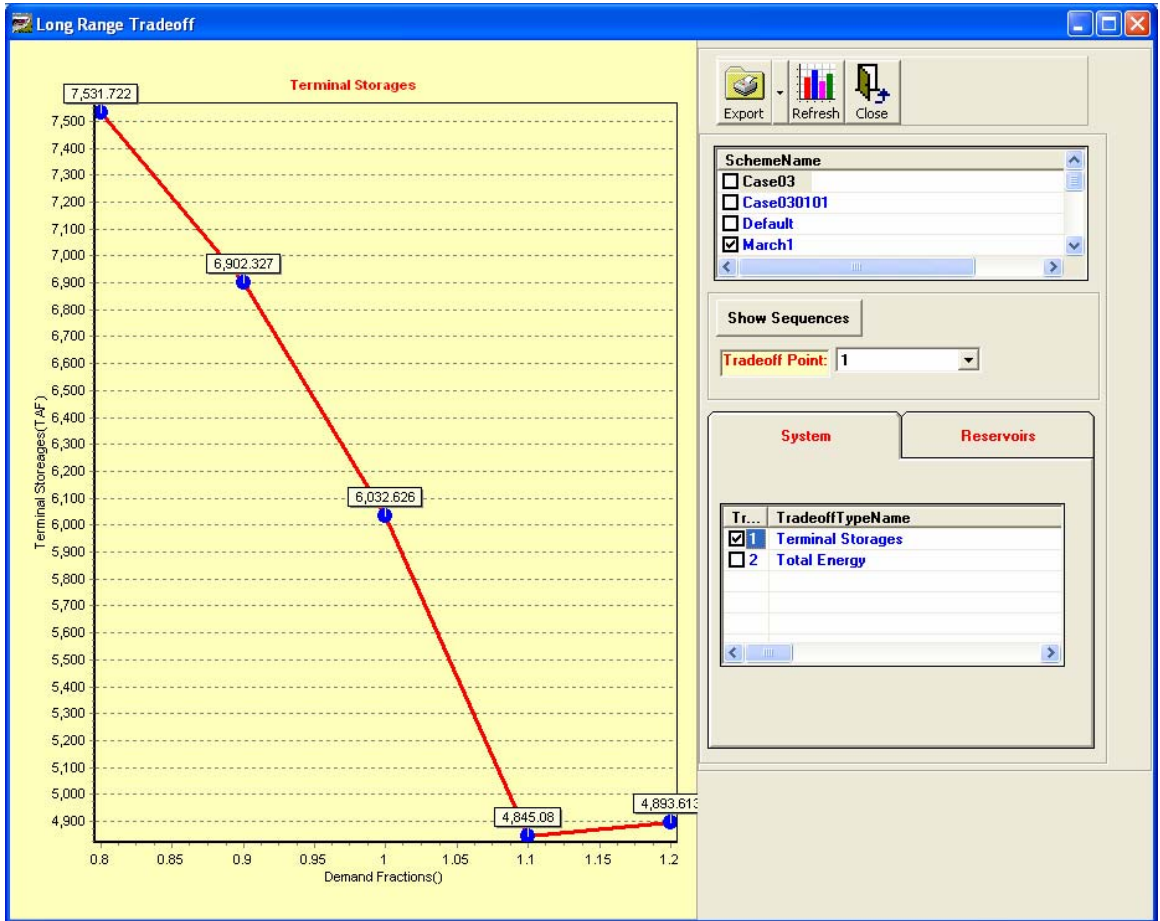 Long Range Tradeoff
Terminal Storages
7,531.722
6,902.327
6,032.626
4,845.08
4,893.613
7,500
7,400
7,300
7,200
7,100
7,000
6,900
6,800
6,700
6,600
6,500
6,400
6,300
6,200
6,100
6,000
5,900
5,800
5,700
5,600
5,500
5,400
5,300
5,200
5,100
5,000
4,900
Terminal Storeages(TAF)
0.8 0.85 0.9 0.95 1 1.05 1.1 1.15 1.2
Demand Fractions()
Export Refresh Close
SchemeName
Case03
Case030101
Default
March1
Show Sequences
Tradeoff Point: 1
System Reservoirs
Tr... TradeoffTypeName
1 Terminal Storages
2 Total Energy